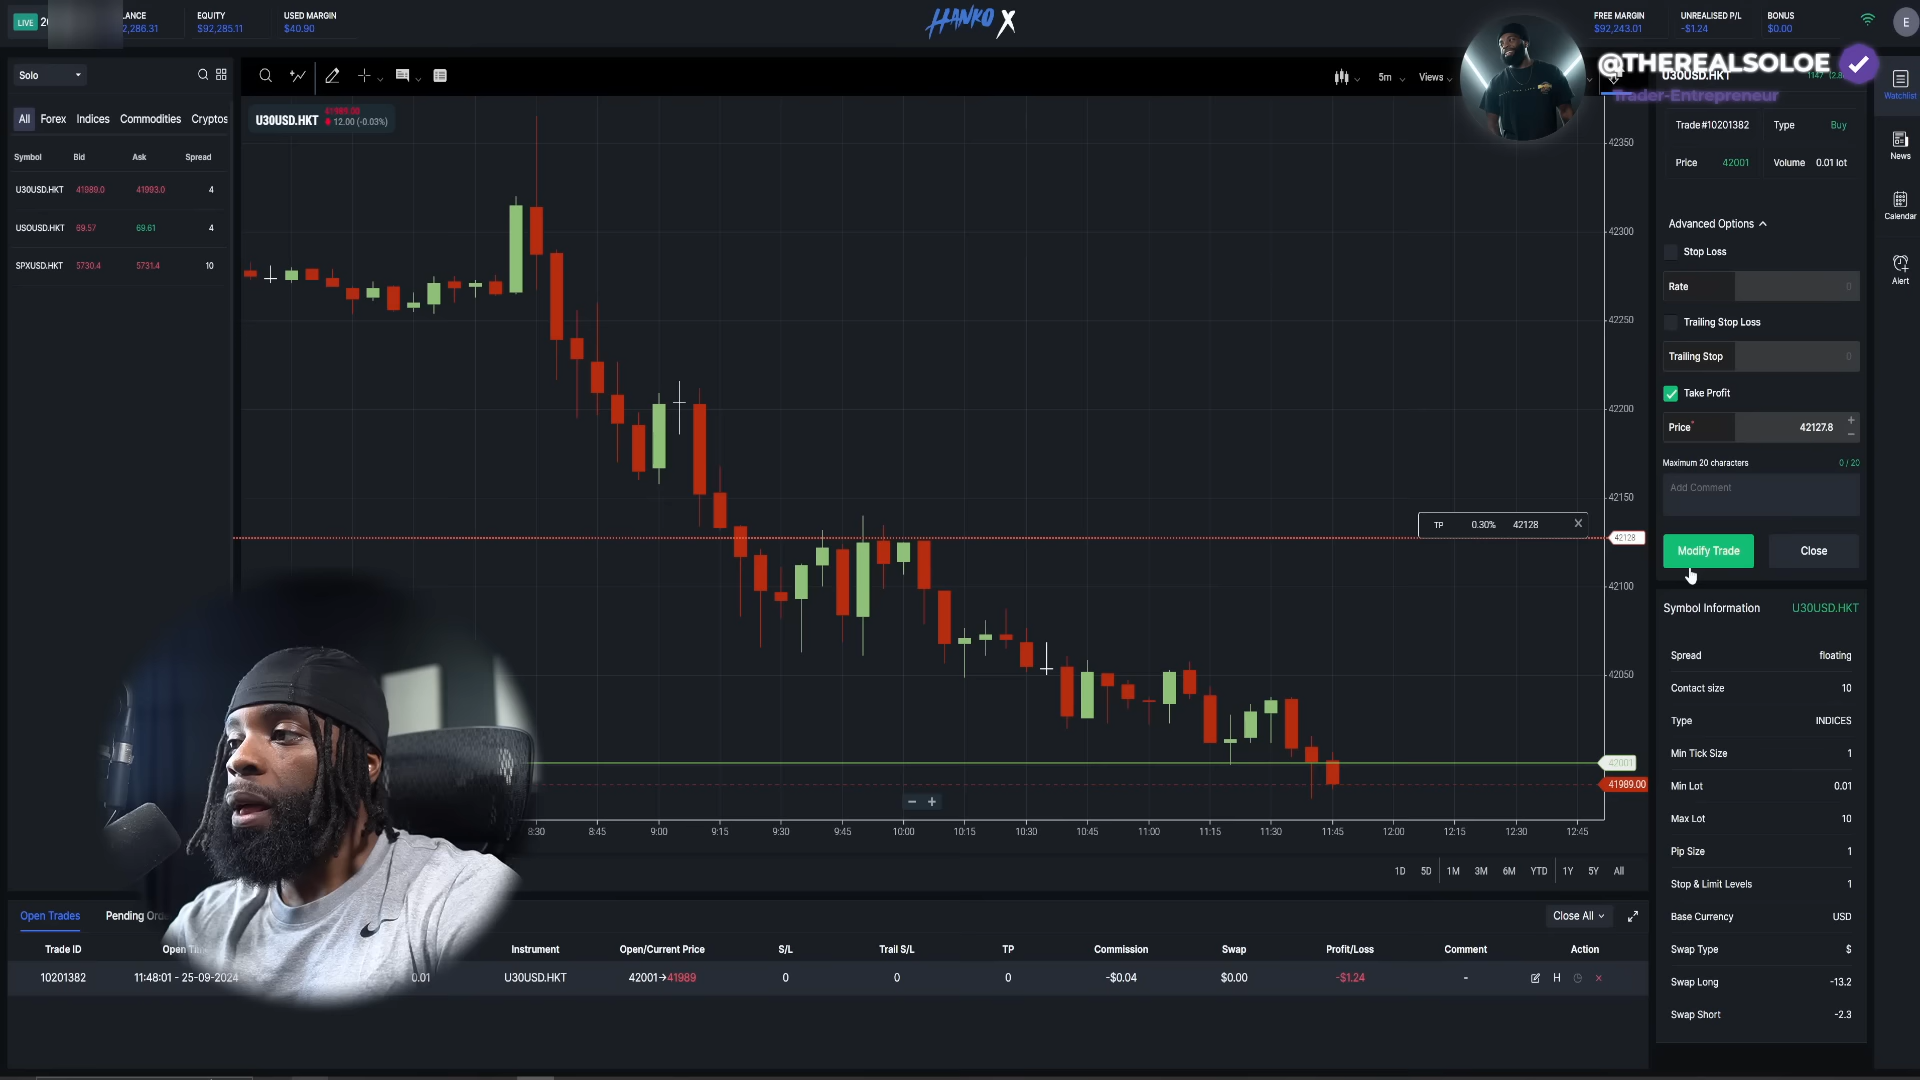 LIVE
EQUITY
$92,285.11
USED MARGIN
$40.90
HANKO X
FREE MARGIN
$92,243.01
UNREALISED P/L
-$1.24
BONUS
$0.00
E
@THEREALSOLOE
Trader-Entrepreneur
Solo
All Forex Indices Commodities Cryptos
Symbol Bid Ask Spread
U30USD.HKT 41989.0 41993.0 4
USOUSD.HKT 69.57 69.61 4
SPXUSD.HKT 5730.4 5731.4 10
5m Views
U30USD.HKT
41989.00
12.00 (-0.03%)
42350
42300
42250
42200
42150
TP 0.30% 42128 X
42128
42100
42050
42001
41989.00
8:30 8:45 9:00 9:15 9:30 9:45 10:00 10:15 10:30 10:45 11:00 11:15 11:30 11:45 12:00 12:15 12:30 12:45
1D 5D 1M 3M 6M YTD 1Y 5Y All
U30USD.HKT
Trade #10201382 Type Buy
Price 42001 Volume 0.01 lot
Advanced Options
Stop Loss
Rate 0
Trailing Stop Loss
Trailing Stop 0
Take Profit
Price* 42127.8
Maximum 20 characters 0 / 20
Add Comment
Modify Trade Close
Symbol Information U30USD.HKT
Spread floating
Contact size 10
Type INDICES
Min Tick Size 1
Min Lot 0.01
Max Lot 10
Pip Size 1
Stop & Limit Levels 1
Base Currency USD
Swap Type $
Swap Long -13.2
Swap Short -2.3
Watchlist
News
Calendar
Alert
Open Trades
Close All
Trade ID Instrument Open/Current Price S/L Trail S/L TP Commission Swap Profit/Loss Comment Action
10201382 11:48:01 - 25-09-2024 0.01 U30USD.HKT 42001→41989 0 0 0 -$0.04 $0.00 -$1.24 - H ×